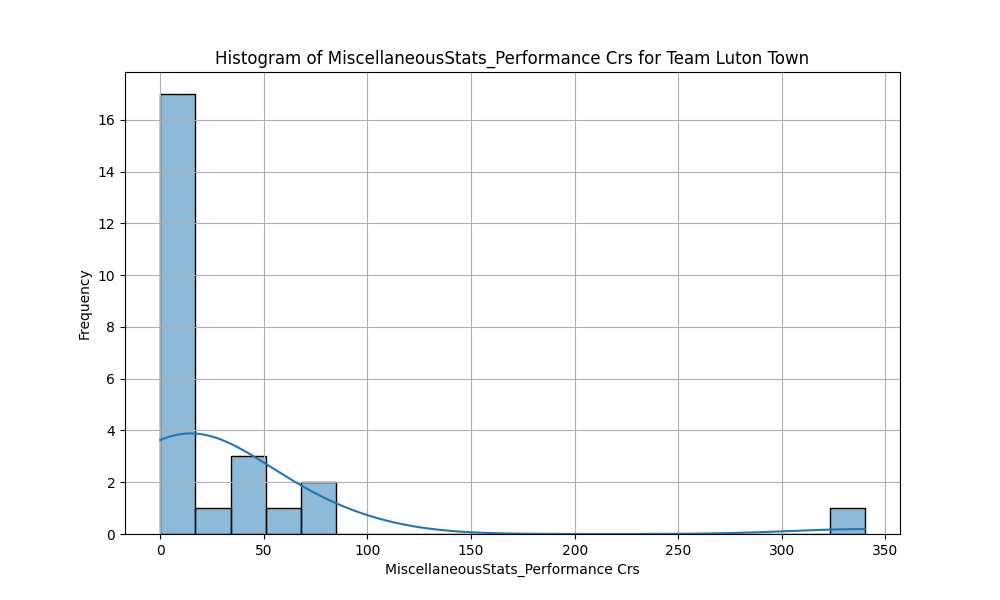 Histogram of MiscellaneousStats_Performance Crs for Team Luton Town
Frequency
16
14
12
10
8
6
4
2
0
0 50 100 150 200 250 300 350
MiscellaneousStats_Performance Crs